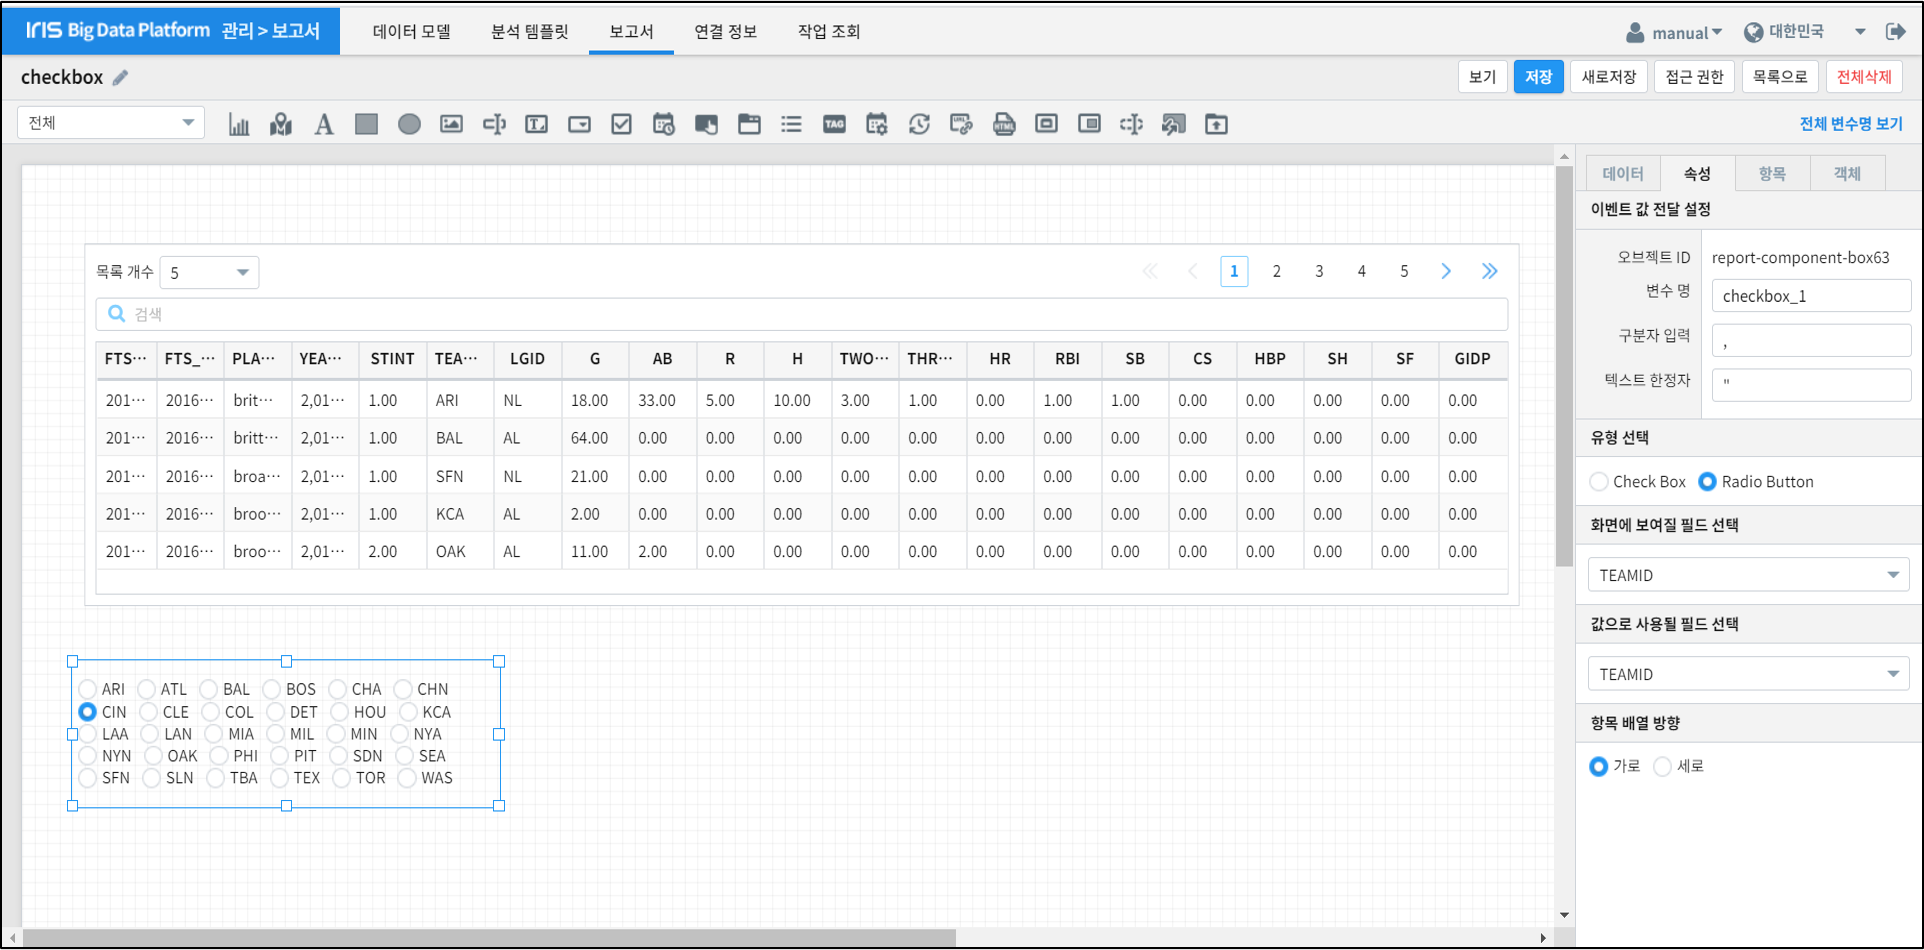 IRIS Big Data Platform 관리 > 보고서 데이터 모델 분석 템플릿 보고서 연결 정보 작업 조회 manual 대한민국
checkbox 보기 저장 새로저장 접근 권한 목록으로 전체삭제
전체 A T TAG URL HTML 전체 변수명 보기
데이터 속성 항목 객체
이벤트 값 전달 설정
오브젝트 ID report-component-box63
변수 명 checkbox_1
구분자 입력 ,
텍스트 한정자 "
유형 선택
Check Box Radio Button
화면에 보여질 필드 선택
TEAMID
값으로 사용될 필드 선택
TEAMID
항목 배열 방향
가로 세로
목록 개수 5 1 2 3 4 5
검색
FTS··· FTS_··· PLA··· YEA··· STINT TEA··· LGID G AB R H TWO··· THR··· HR RBI SB CS HBP SH SF GIDP
201··· 2016··· brit··· 2,01··· 1.00 ARI NL 18.00 33.00 5.00 10.00 3.00 1.00 0.00 1.00 1.00 0.00 0.00 0.00 0.00 0.00
201··· 2016··· britt··· 2,01··· 1.00 BAL AL 64.00 0.00 0.00 0.00 0.00 0.00 0.00 0.00 0.00 0.00 0.00 0.00 0.00 0.00
201··· 2016··· broa··· 2,01··· 1.00 SFN NL 21.00 0.00 0.00 0.00 0.00 0.00 0.00 0.00 0.00 0.00 0.00 0.00 0.00 0.00
201··· 2016··· broo··· 2,01··· 1.00 KCA AL 2.00 0.00 0.00 0.00 0.00 0.00 0.00 0.00 0.00 0.00 0.00 0.00 0.00 0.00
201··· 2016··· broo··· 2,01··· 2.00 OAK AL 11.00 2.00 0.00 0.00 0.00 0.00 0.00 0.00 0.00 0.00 0.00 0.00 0.00 0.00
ARI ATL BAL BOS CHA CHN
CIN CLE COL DET HOU KCA
LAA LAN MIA MIL MIN NYA
NYN OAK PHI PIT SDN SEA
SFN SLN TBA TEX TOR WAS